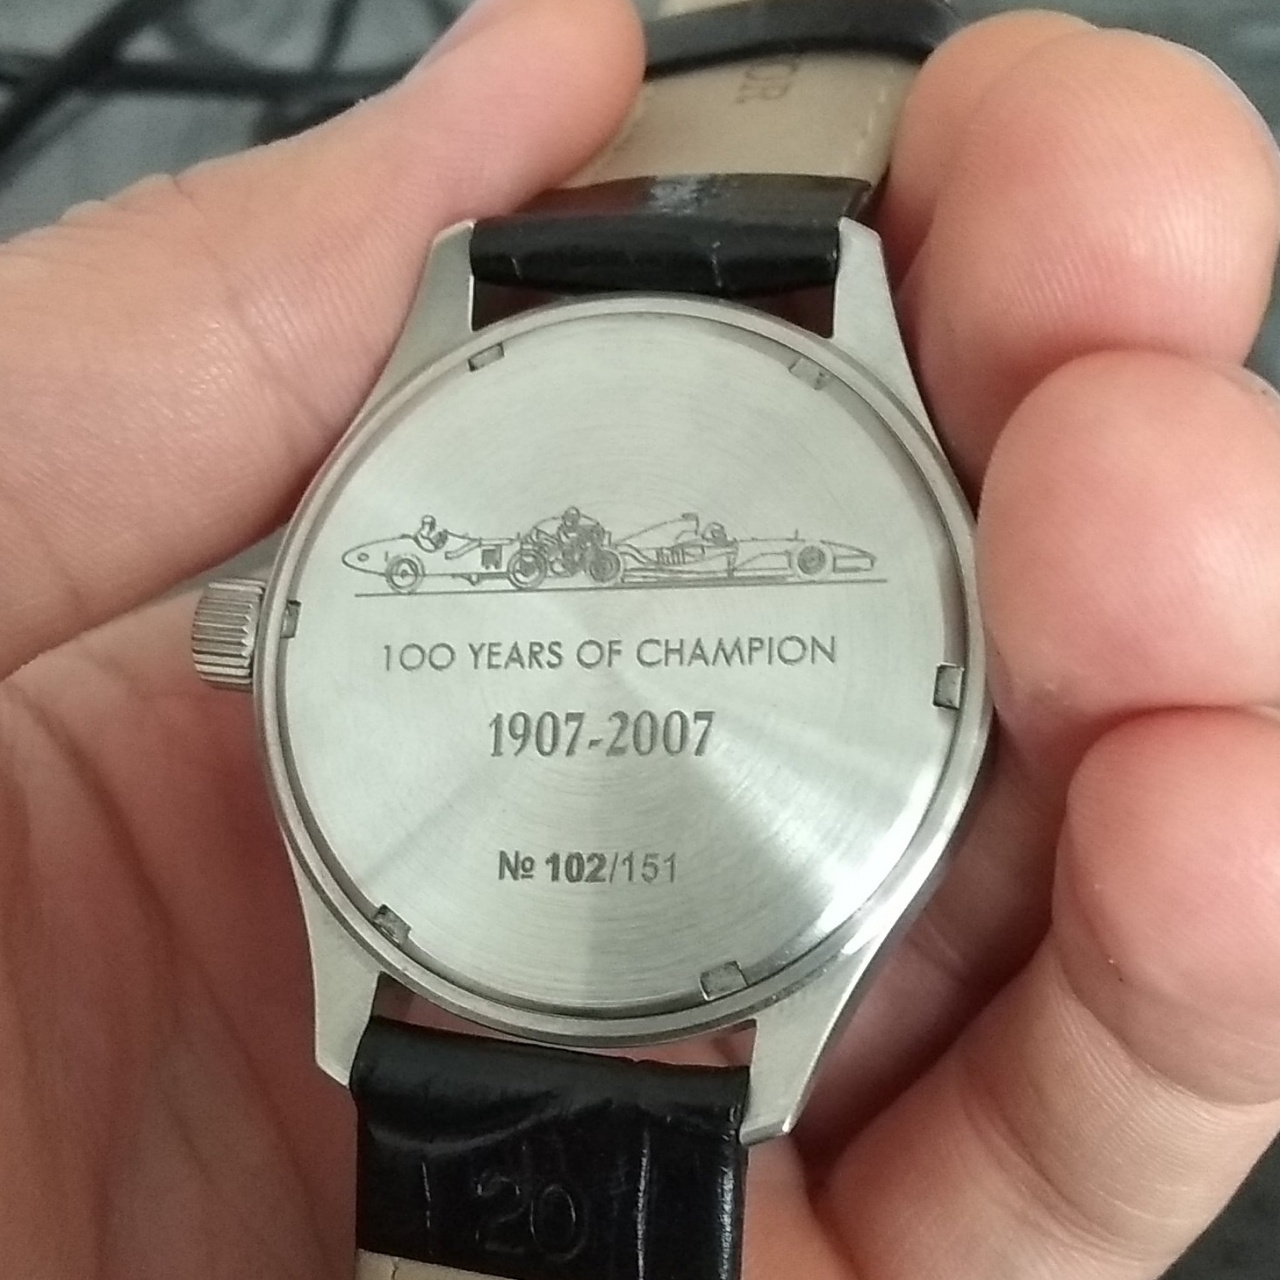 100 YEARS OF CHAMPION
1907-2007
№ 102/151
20